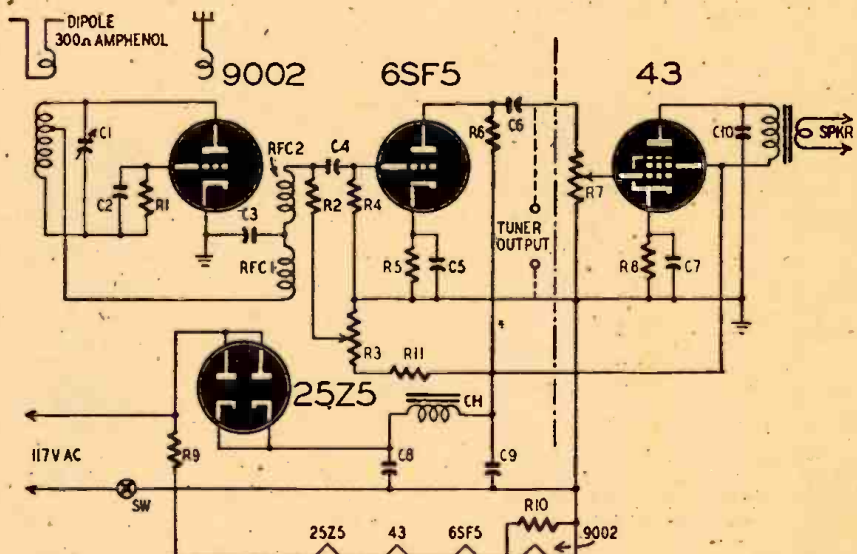 DIPOLE
300Ω AMPHENOL
9002
6SF5
43
C1
C2
R1
C3
RFC2
RFC1
C4
R2
R4
R5
C5
R6
C6
TUNER
OUTPUT
R7
R8
C7
C10
SPKR
R3
R11
25Z5
CH
117V AC
R9
C8
C9
SW
R10
25Z5
43
6SF5
9002